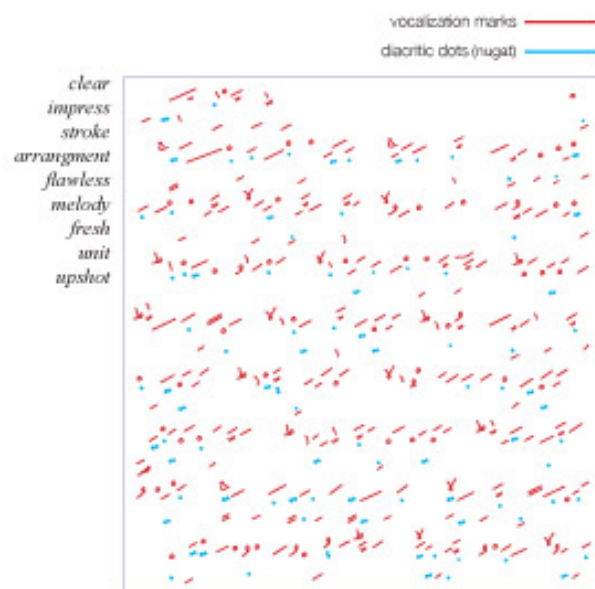 vocalization marks
diacritic dots (nuqat)
clear
impress
stroke
arrangment
flawless
melody
fresh
unit
upshot